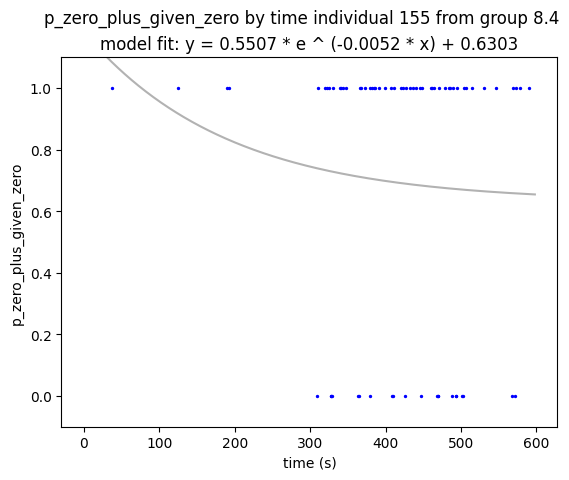 p_zero_plus_given_zero by time individual 155 from group 8.4
model fit: y = 0.5507 * e ^ (-0.0052 * x) + 0.6303
1.0
0.8
0.6
0.4
0.2
0.0
p_zero_plus_given_zero
0 100 200 300 400 500 600
time (s)